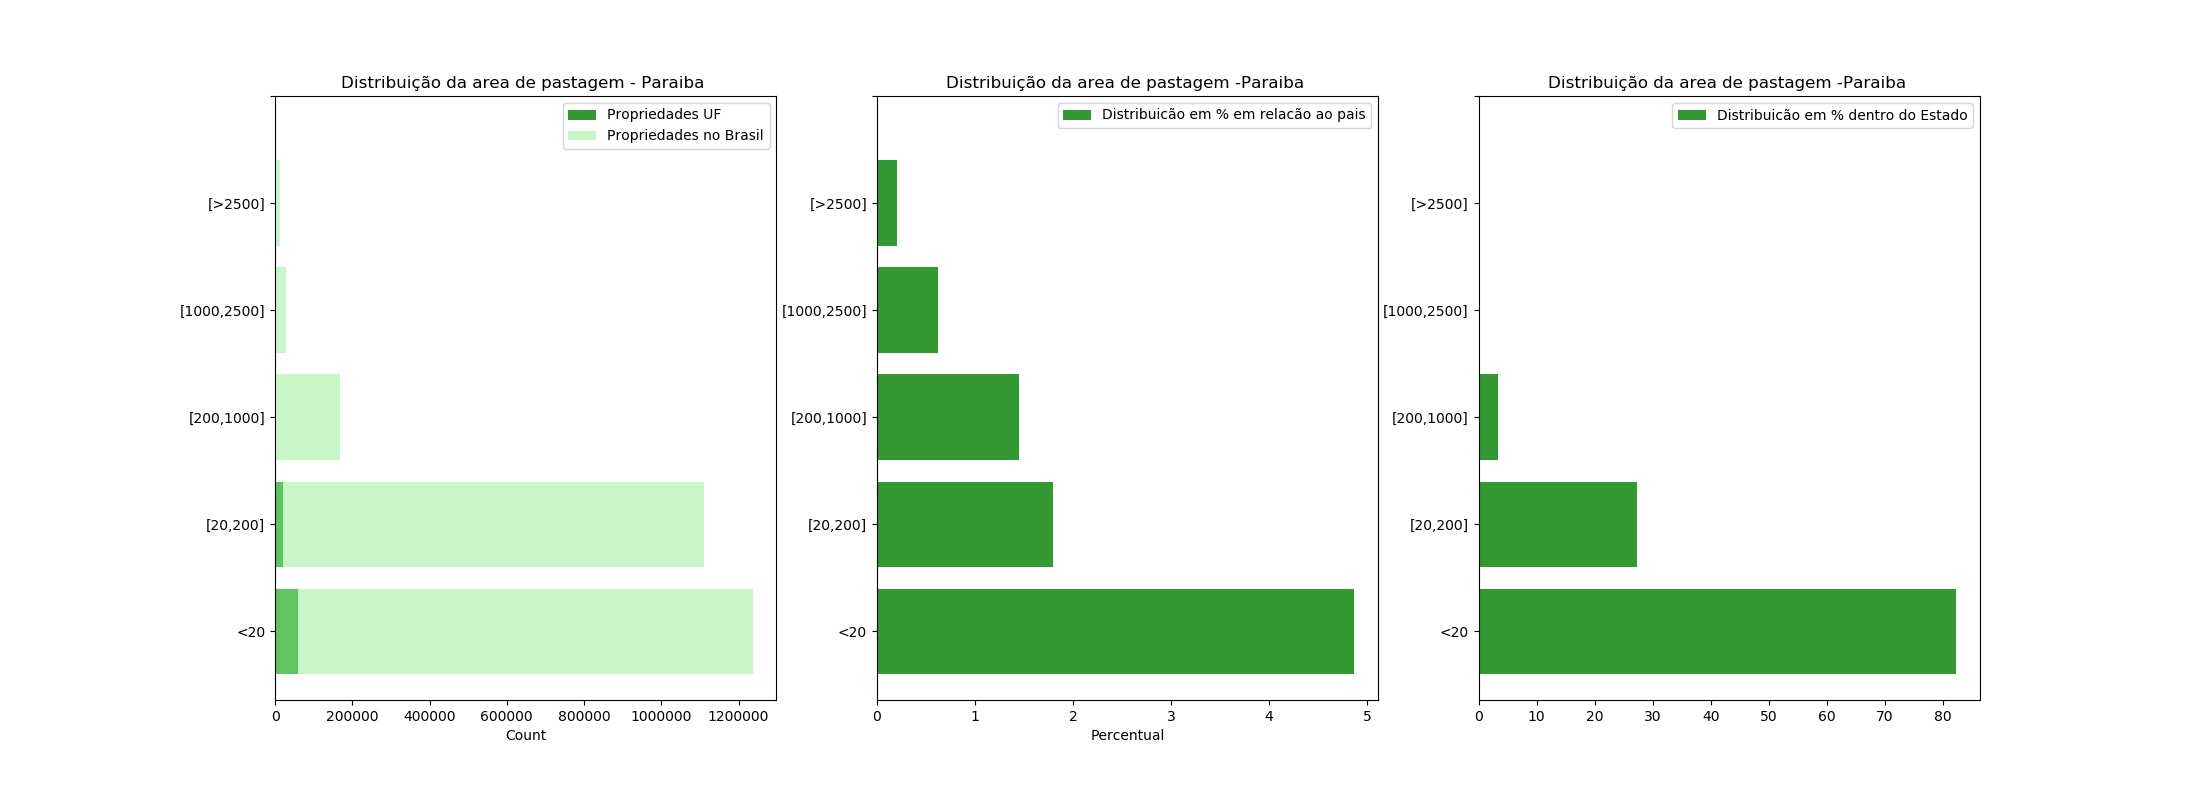 Distribuição da area de pastagem - Paraiba
Propriedades UF
Propriedades no Brasil
[>2500]
[1000,2500]
[200,1000]
[20,200]
<20
0 200000 400000 600000 800000 1000000 1200000
Count
Distribuição da area de pastagem -Paraiba
Distribuicão em % em relacão ao pais
[>2500]
[1000,2500]
[200,1000]
[20,200]
<20
0 1 2 3 4 5
Percentual
Distribuição da area de pastagem -Paraiba
Distribuicão em % dentro do Estado
[>2500]
[1000,2500]
[200,1000]
[20,200]
<20
0 10 20 30 40 50 60 70 80